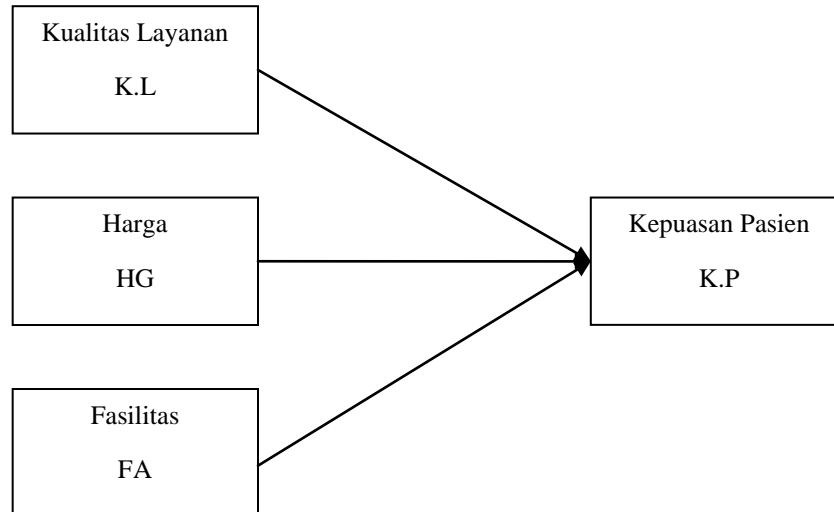 Kualitas Layanan
K.L
Harga
HG
Kepuasan Pasien
K.P
Fasilitas
FA